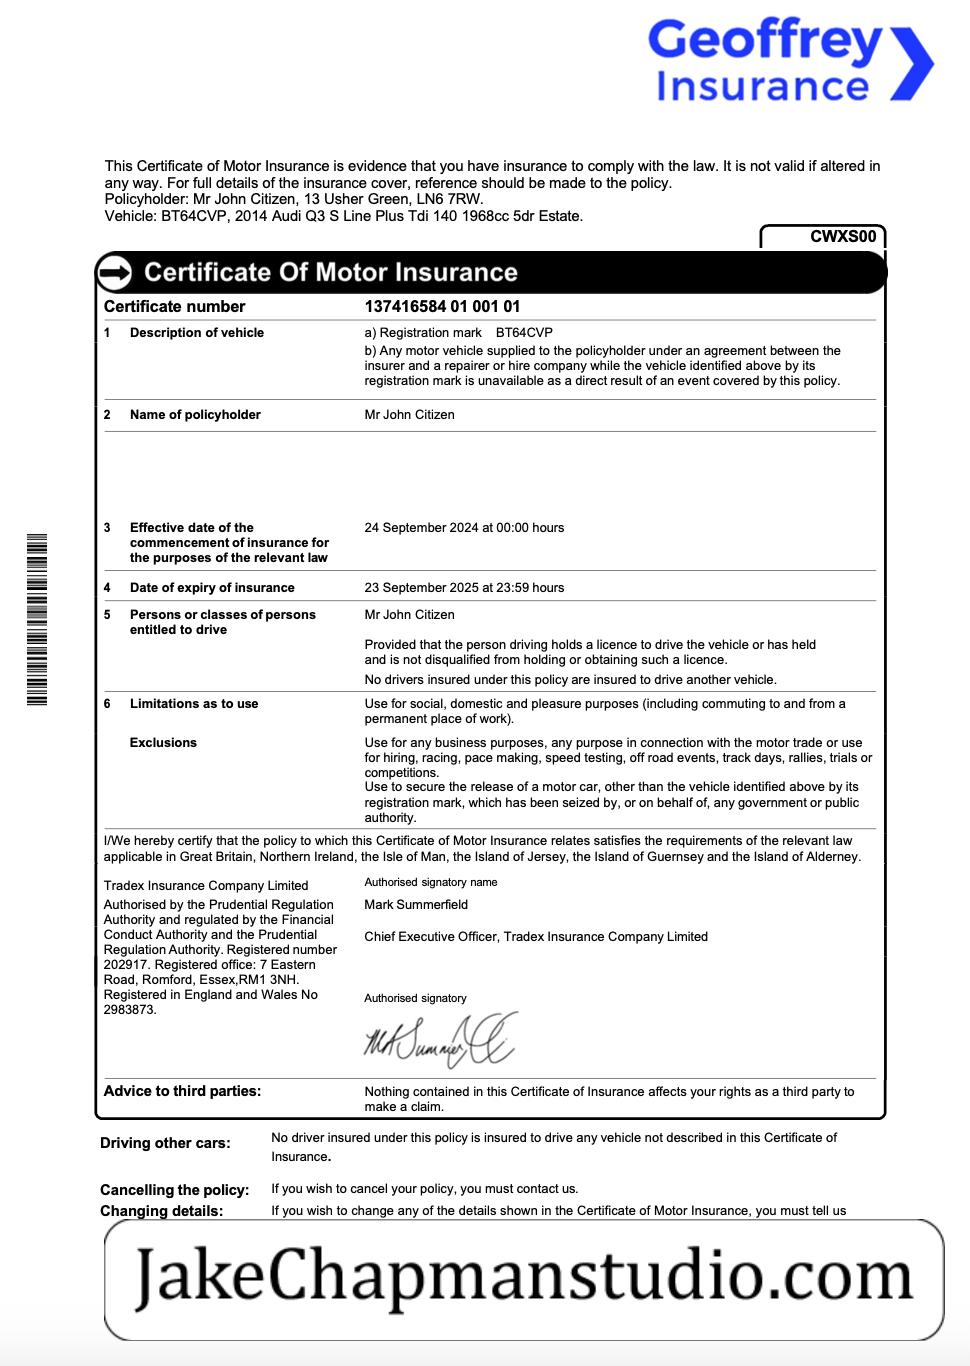 Geoffrey
Insurance
This Certificate of Motor Insurance is evidence that you have insurance to comply with the law. It is not valid if altered in
any way. For full details of the insurance cover, reference should be made to the policy.
Policyholder: Mr John Citizen, 13 Usher Green, LN6 7RW.
Vehicle: BT64CVP, 2014 Audi Q3 S Line Plus Tdi 140 1968cc 5dr Estate.
CWXS00
Certificate Of Motor Insurance
Certificate number 137416584 01 001 01
1 Description of vehicle a) Registration mark BT64CVP
b) Any motor vehicle supplied to the policyholder under an agreement between the
insurer and a repairer or hire company while the vehicle identified above by its
registration mark is unavailable as a direct result of an event covered by this policy.
2 Name of policyholder Mr John Citizen
3 Effective date of the 24 September 2024 at 00:00 hours
commencement of insurance for
the purposes of the relevant law
4 Date of expiry of insurance 23 September 2025 at 23:59 hours
5 Persons or classes of persons Mr John Citizen
entitled to drive
Provided that the person driving holds a licence to drive the vehicle or has held
and is not disqualified from holding or obtaining such a licence.
No drivers insured under this policy are insured to drive another vehicle.
6 Limitations as to use Use for social, domestic and pleasure purposes (including commuting to and from a
permanent place of work).
Exclusions Use for any business purposes, any purpose in connection with the motor trade or use
for hiring, racing, pace making, speed testing, off road events, track days, rallies, trials or
competitions.
Use to secure the release of a motor car, other than the vehicle identified above by its
registration mark, which has been seized by, or on behalf of, any government or public
authority.
I/We hereby certify that the policy to which this Certificate of Motor Insurance relates satisfies the requirements of the relevant law
applicable in Great Britain, Northern Ireland, the Isle of Man, the Island of Jersey, the Island of Guernsey and the Island of Alderney.
Tradex Insurance Company Limited
Authorised by the Prudential Regulation
Authority and regulated by the Financial
Conduct Authority and the Prudential
Regulation Authority. Registered number
202917. Registered office: 7 Eastern
Road, Romford, Essex,RM1 3NH.
Registered in England and Wales No
2983873.
Authorised signatory name
Mark Summerfield
Chief Executive Officer, Tradex Insurance Company Limited
Authorised signatory
Advice to third parties: Nothing contained in this Certificate of Insurance affects your rights as a third party to
make a claim.
Driving other cars: No driver insured under this policy is insured to drive any vehicle not described in this Certificate of
Insurance.
Cancelling the policy: If you wish to cancel your policy, you must contact us.
Changing details: If you wish to change any of the details shown in the Certificate of Motor Insurance, you must tell us
JakeChapmanstudio.com